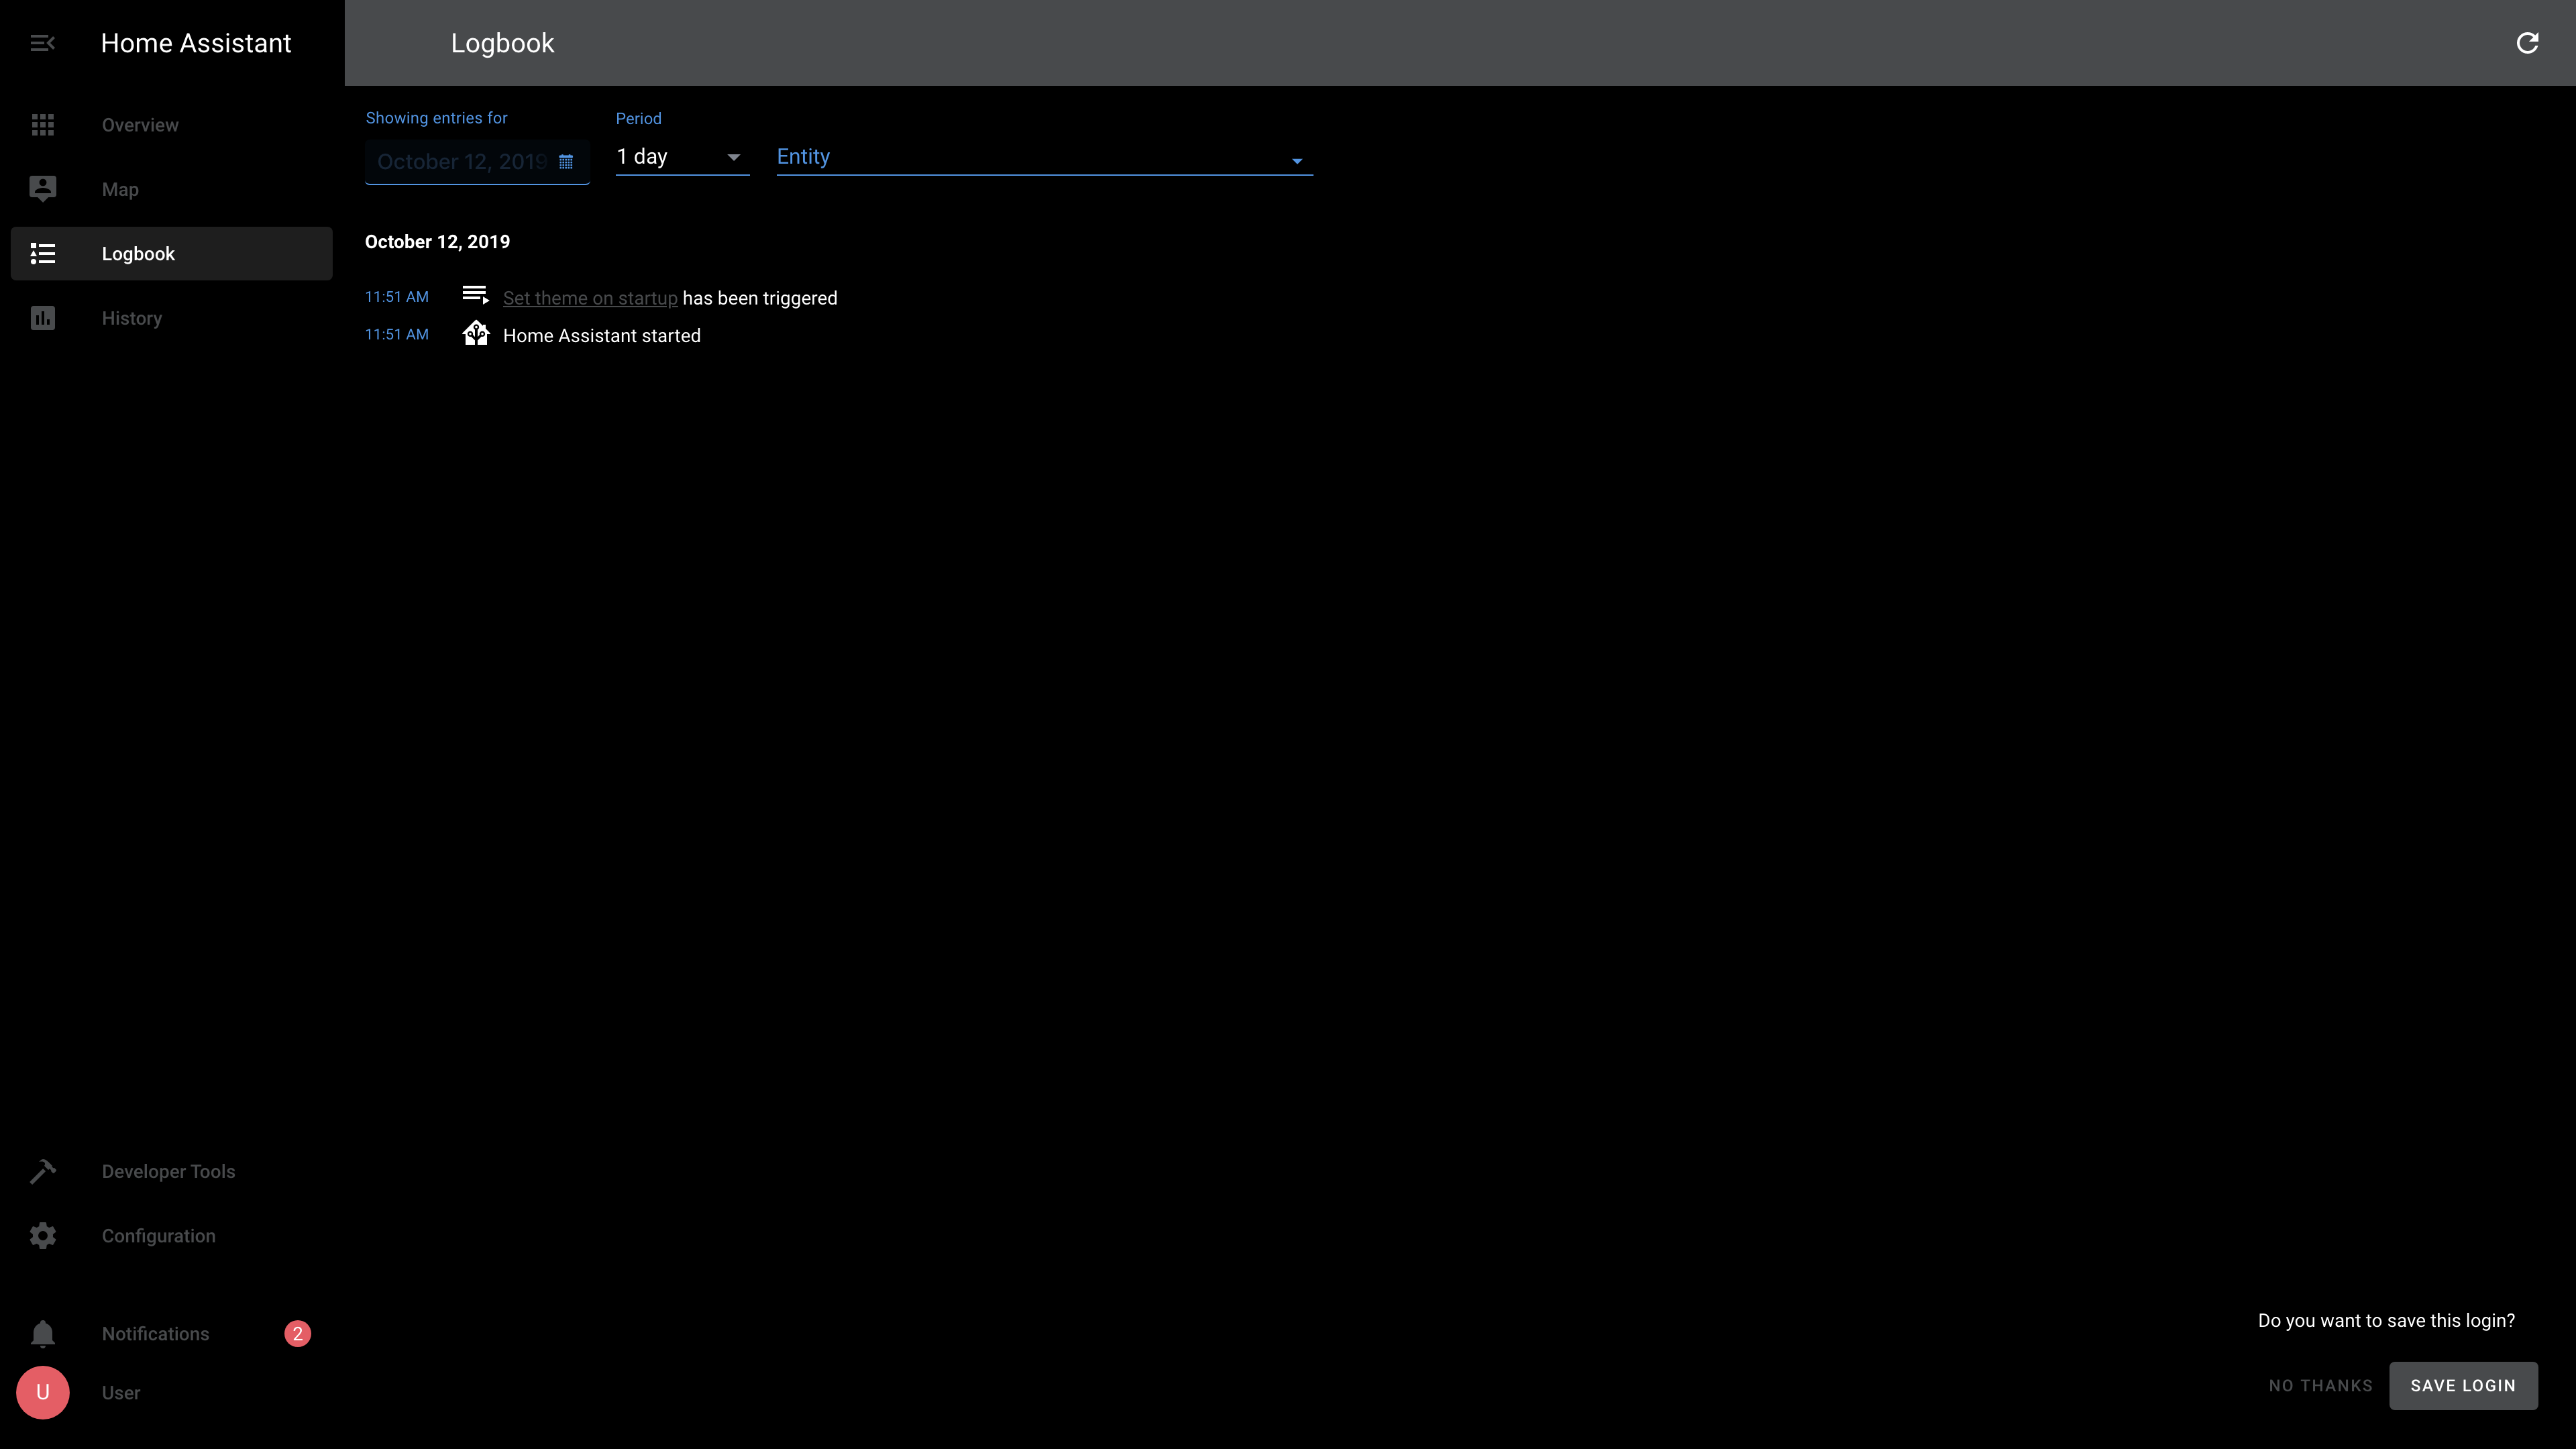 Home Assistant
Logbook
Overview
Map
Logbook
History
Showing entries for
October 12, 2019
Period
1 day
Entity
October 12, 2019
11:51 AM Set theme on startup has been triggered
11:51 AM Home Assistant started
Developer Tools
Configuration
Notifications 2
U User
Do you want to save this login?
NO THANKS SAVE LOGIN